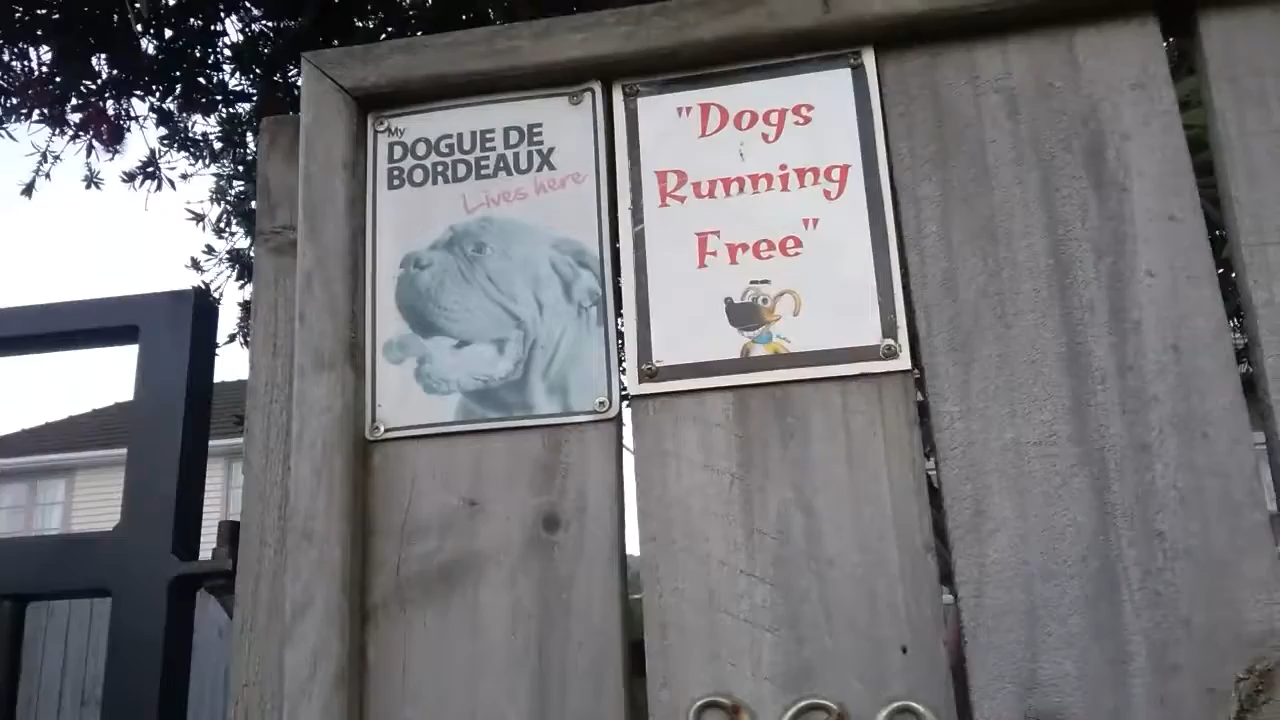 My
DOGUE DE
BORDEAUX
Lives here
"Dogs
Running
Free"